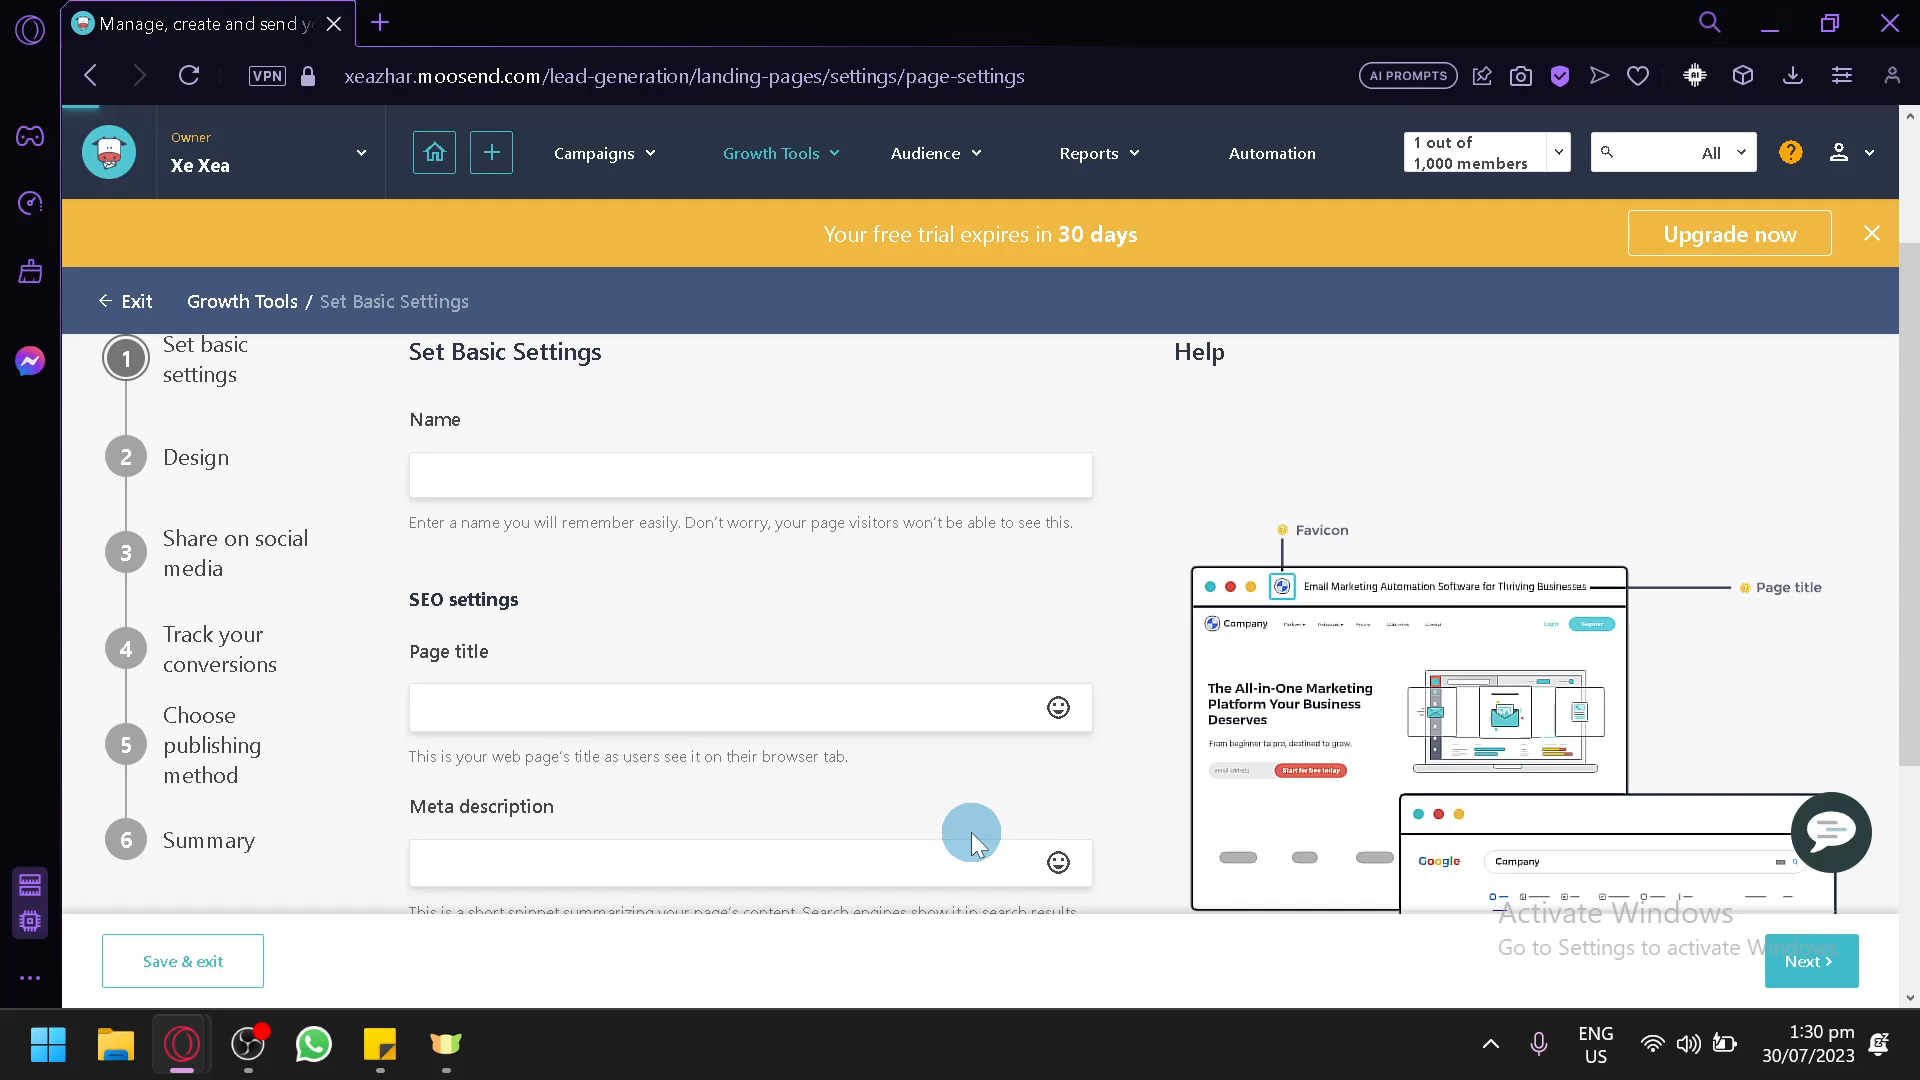 Manage, create and send y
VPN
xeazhar.moosend.com/lead-generation/landing-pages/settings/page-settings
AI PROMPTS
Owner
Xe Xea
Campaigns
Growth Tools
Audience
Reports
Automation
1 out of
1,000 members
All
?
Your free trial expires in 30 days
Upgrade now
Exit
Growth Tools / Set Basic Settings
1
Set basic
settings
2
Design
3
Share on social
media
4
Track your
conversions
5
Choose
publishing
method
6
Summary
Set Basic Settings
Name
Enter a name you will remember easily. Don't worry, your page visitors won't be able to see this.
SEO settings
Page title
This is your web page's title as users see it on their browser tab.
Meta description
This is a short snippet summarizing your page's content. Search engines show it in search results
Help
Favicon
Email Marketing Automation Software for Thriving Businesses
Page title
Company
Login
Register
The All-in-One Marketing
Platform Your Business
Deserves
From beginner to pro, destined to grow.
email address
Start for free today
Google
Company
Activate Windows
Go to Settings to activate Windows.
Save & exit
Next >
ENG
US
1:30 pm
30/07/2023